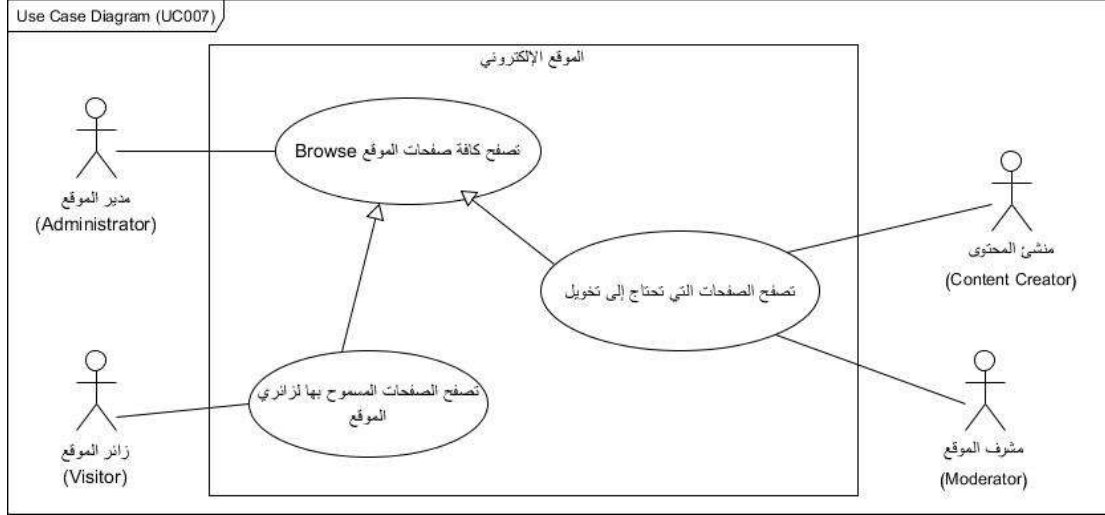 Use Case Diagram (UC007)
الموقع الإلكتروني
تصفح كافة صفحات الموقع Browse
مدير الموقع
(Administrator)
منشئ المحتوى
(Content Creator)
تصفح الصفحات التي تحتاج إلى تخويل
تصفح الصفحات المسموح بها لزائري
الموقع
زائر الموقع
(Visitor)
مشرف الموقع
(Moderator)